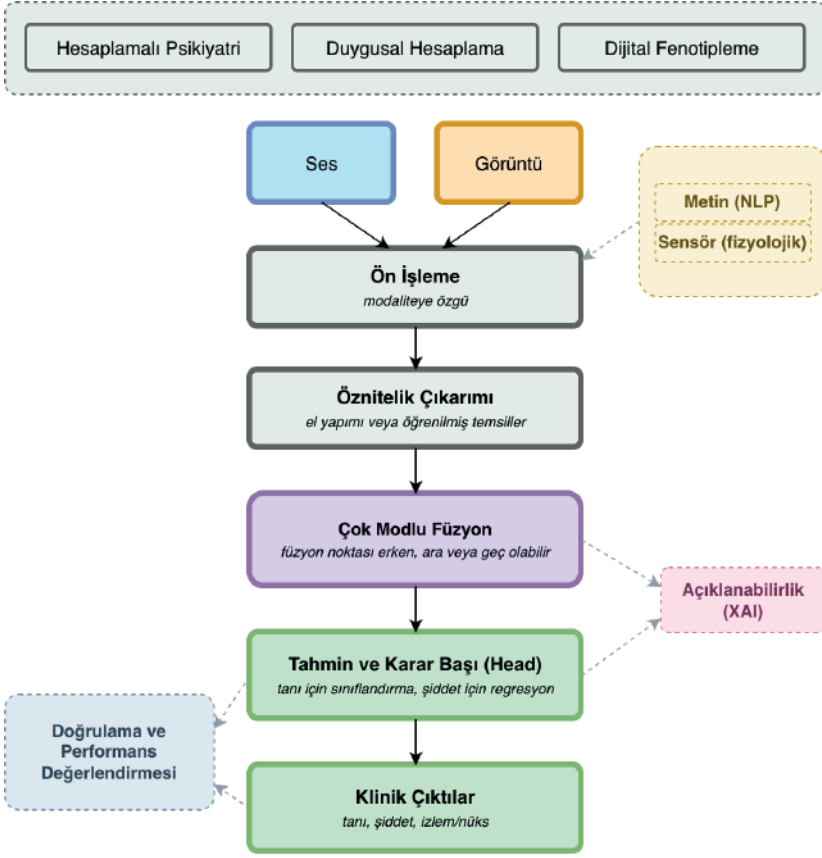 Hesaplamalı Psikiyatri
Duygusal Hesaplama
Dijital Fenotipleme
Ses
Görüntü
Metin (NLP)
Sensör (fizyolojik)
Ön İşleme
modaliteye özgü
Öznitelik Çıkarımı
el yapımı veya öğrenilmiş temsiller
Çok Modlu Füzyon
füzyon noktası erken, ara veya geç olabilir
Açıklanabilirlik
(XAI)
Tahmin ve Karar Başı (Head)
tanı için sınıflandırma, şiddet için regresyon
Doğrulama ve
Performans
Değerlendirmesi
Klinik Çıktılar
tanı, şiddet, izlem/nüks